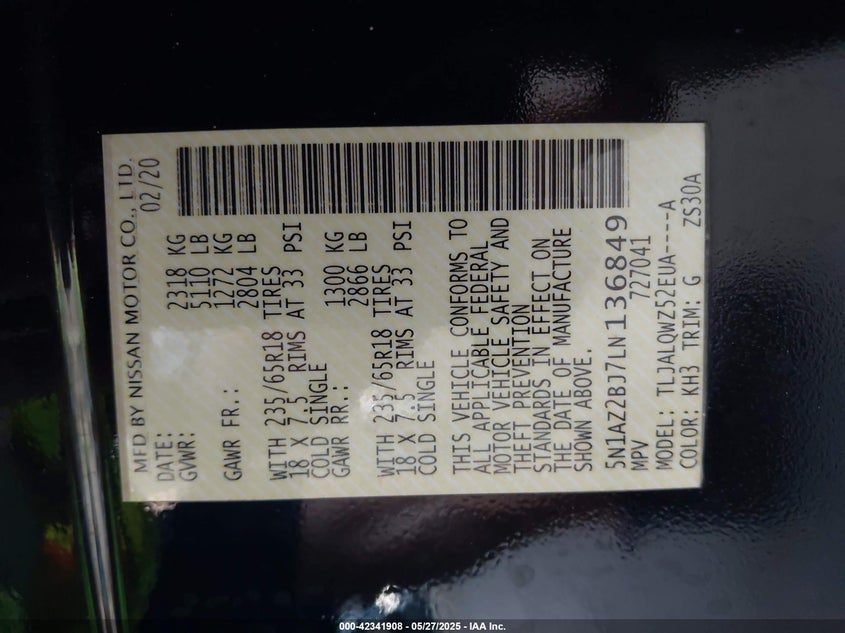 MFD BY NISSAN MOTOR CO., LTD.
DATE: 02/20
GVWR: 2318 KG
5110 LB
GAWR FR.: 1272 KG
2804 LB
WITH 235/65R18 TIRES
18 X 7.5 RIMS AT 33 PSI
COLD SINGLE
GAWR RR.: 1300 KG
2866 LB
WITH 235/65R18 TIRES
18 X 7.5 RIMS AT 33 PSI
COLD SINGLE
THIS VEHICLE CONFORMS TO
ALL APPLICABLE FEDERAL
MOTOR VEHICLE SAFETY AND
THEFT PREVENTION
STANDARDS IN EFFECT ON
THE DATE OF MANUFACTURE
SHOWN ABOVE.
5N1AZ2BJ7LN136849
MPV 727041
MODEL: TLJALQWZ52EUA----A
COLOR: KH3 TRIM: G ZS30A
000-42341908 - 05/27/2025 - IAA Inc.